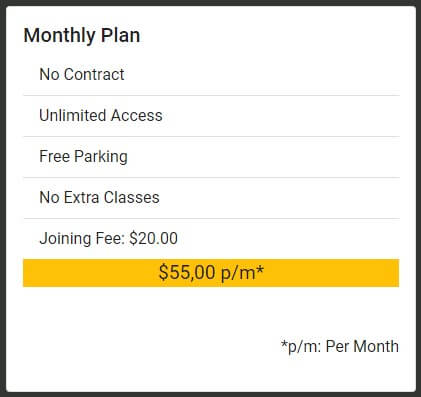 Monthly Plan
No Contract
Unlimited Access
Free Parking
No Extra Classes
Joining Fee: $20.00
$55,00 p/m*
*p/m: Per Month